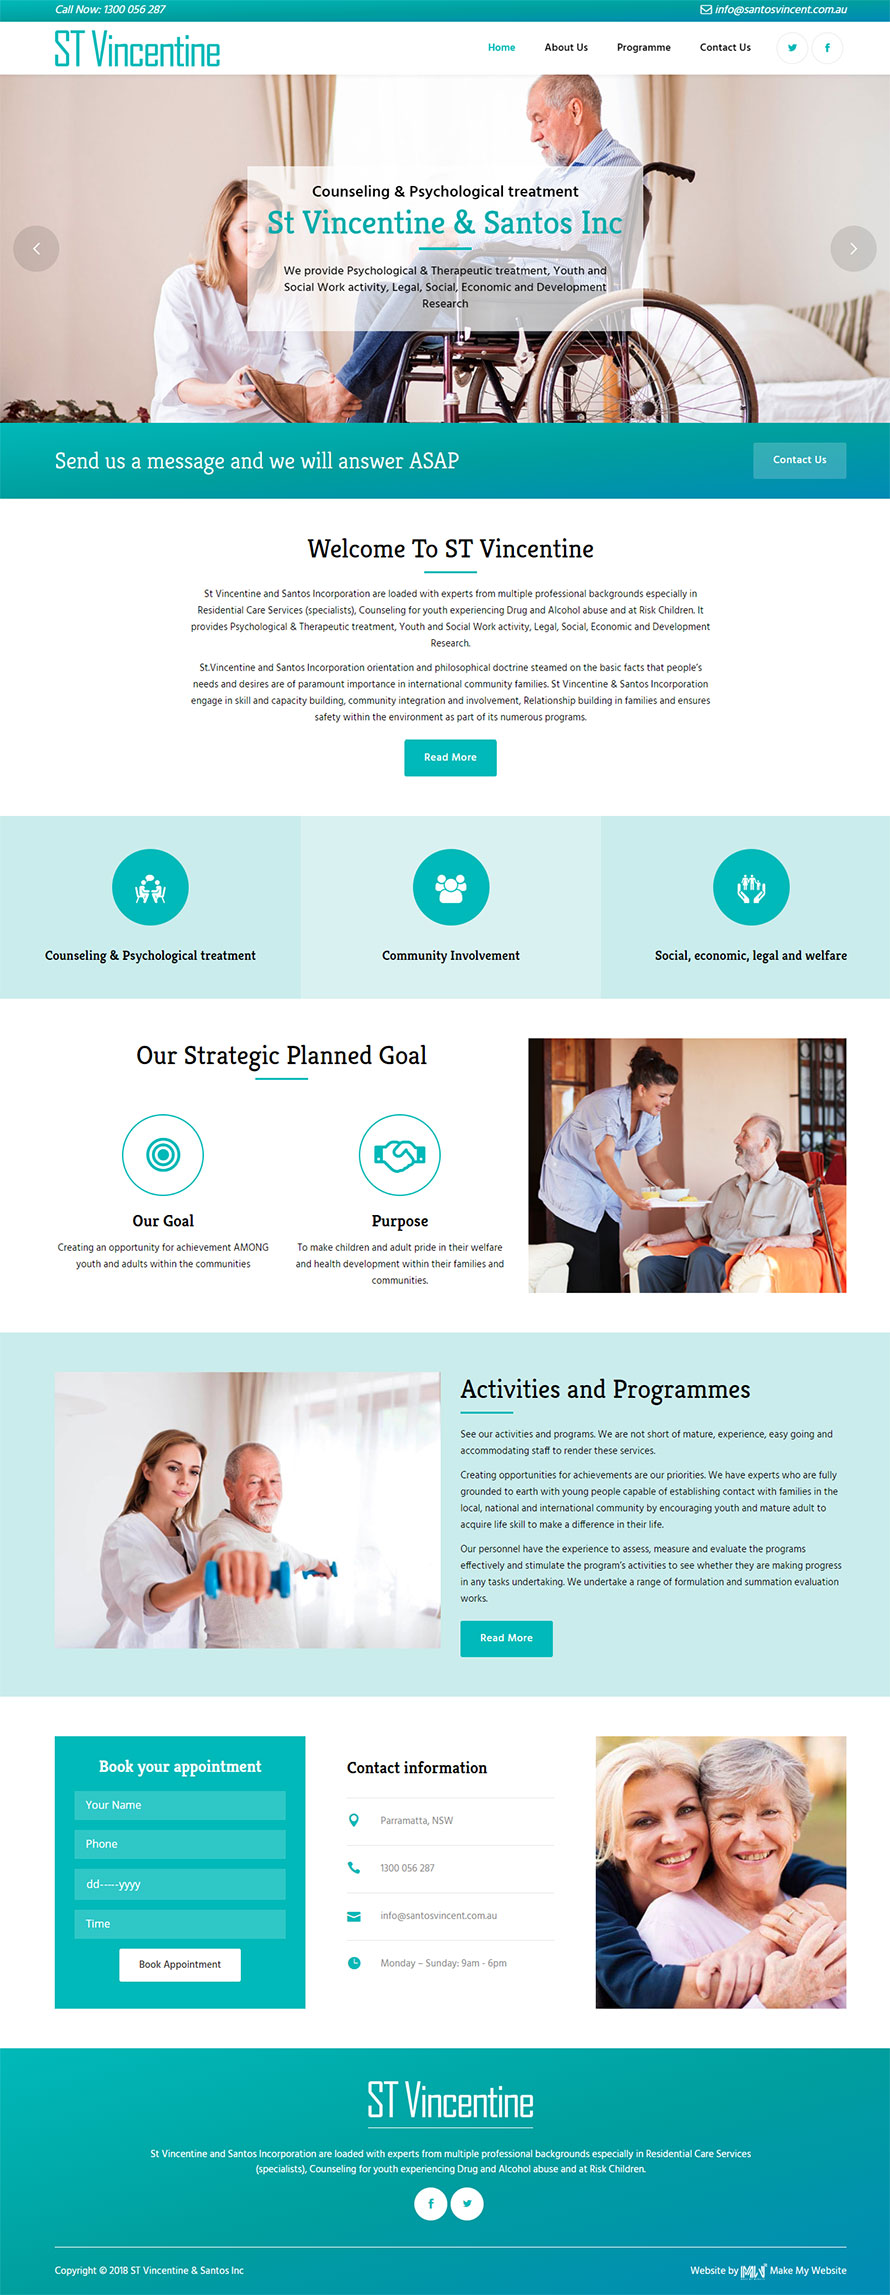 Call Now: 1300 056 287
info@santosvincent.com.au
ST Vincentine
Home
About Us
Programme
Contact Us
Counseling & Psychological treatment
St Vincentine & Santos Inc
We provide Psychological & Therapeutic treatment, Youth and
Social Work activity, Legal, Social, Economic and Development
Research
Send us a message and we will answer ASAP
Contact Us
Welcome To ST Vincentine
St Vincentine and Santos Incorporation are loaded with experts from multiple professional backgrounds especially in
Residential Care Services (specialists), Counseling for youth experiencing Drug and Alcohol abuse and at Risk Children. It
provides Psychological & Therapeutic treatment, Youth and Social Work activity, Legal, Social, Economic and Development
Research.
St.Vincentine and Santos Incorporation orientation and philosophical doctrine steamed on the basic facts that people's
needs and desires are of paramount importance in international community families. St Vincentine & Santos Incorporation
engage in skill and capacity building, community integration and involvement, Relationship building in families and ensures
safety within the environment as part of its numerous programs.
Read More
Counseling & Psychological treatment
Community Involvement
Social, economic, legal and welfare
Our Strategic Planned Goal
Our Goal
Creating an opportunity for achievement AMONG
youth and adults within the communities
Purpose
To make children and adult pride in their welfare
and health development within their families and
communities.
Activities and Programmes
See our activities and programs. We are not short of mature, experience, easy going and
accommodating staff to render these services.
Creating opportunities for achievements are our priorities. We have experts who are fully
grounded to earth with young people capable of establishing contact with families in the
local, national and international community by encouraging youth and mature adult to
acquire life skill to make a difference in their life.
Our personnel have the experience to assess, measure and evaluate the programs
effectively and stimulate the program's activities to see whether they are making progress
in any tasks undertaking. We undertake a range of formulation and summation evaluation
works.
Read More
Book your appointment
Your Name
Phone
dd-----yyyy
Time
Book Appointment
Contact information
Parramatta, NSW
1300 056 287
info@santosvincent.com.au
Monday – Sunday: 9am - 6pm
ST Vincentine
St Vincentine and Santos Incorporation are loaded with experts from multiple professional backgrounds especially in Residential Care Services
(specialists), Counseling for youth experiencing Drug and Alcohol abuse and at Risk Children.
Copyright © 2018 ST Vincentine & Santos Inc
Website by MMW Make My Website